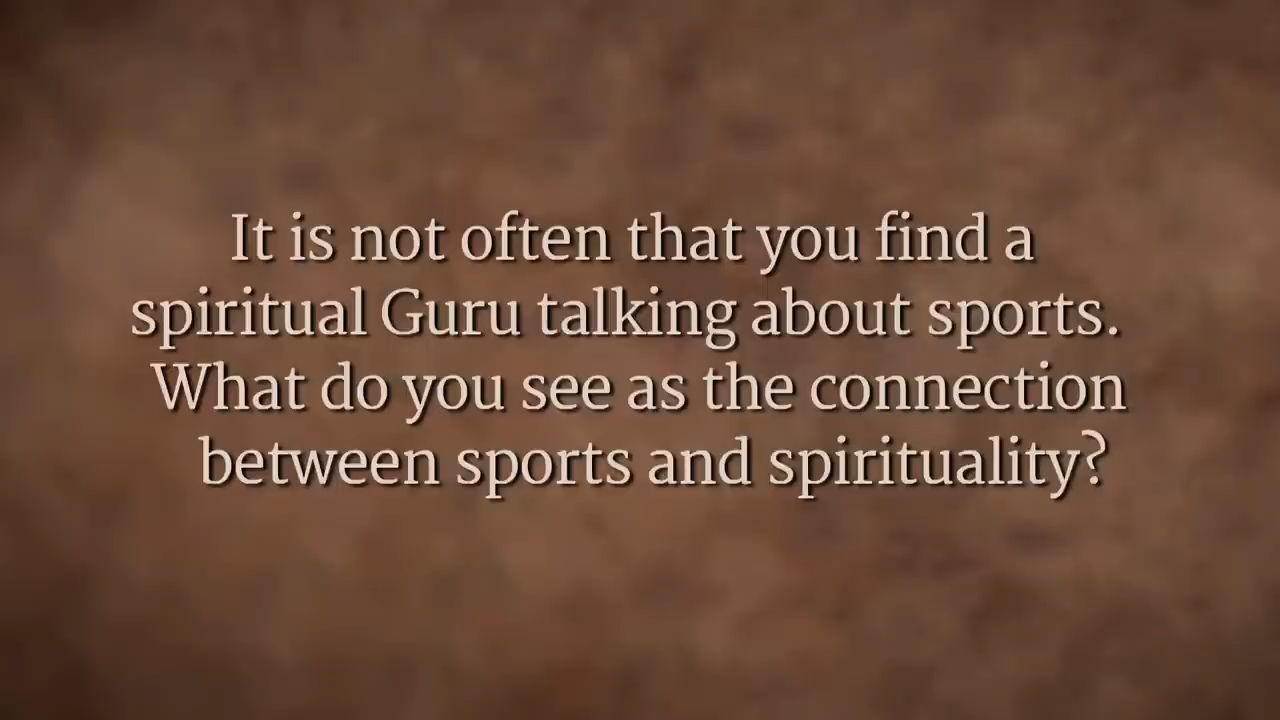 It is not often that you find a
spiritual Guru talking about sports.
What do you see as the connection
between sports and spirituality?